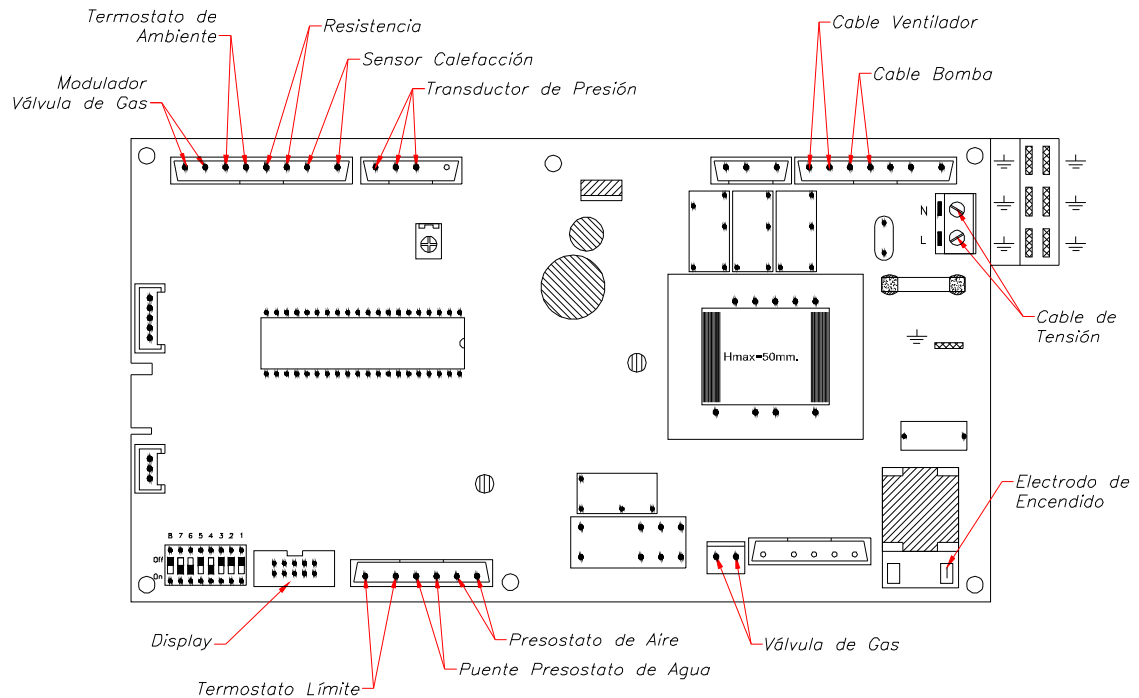 Termostato de
Ambiente
Resistencia
Sensor Calefacción
Modulador
Válvula de Gas
Transductor de Presión
Cable Ventilador
Cable Bomba
N
L
Cable de
Tensión
Hmax=50mm.
Electrodo de
Encendido
8 7 6 5 4 3 2 1
Off
On
Display
Presostato de Aire
Puente Presostato de Agua
Termostato Límite
Válvula de Gas